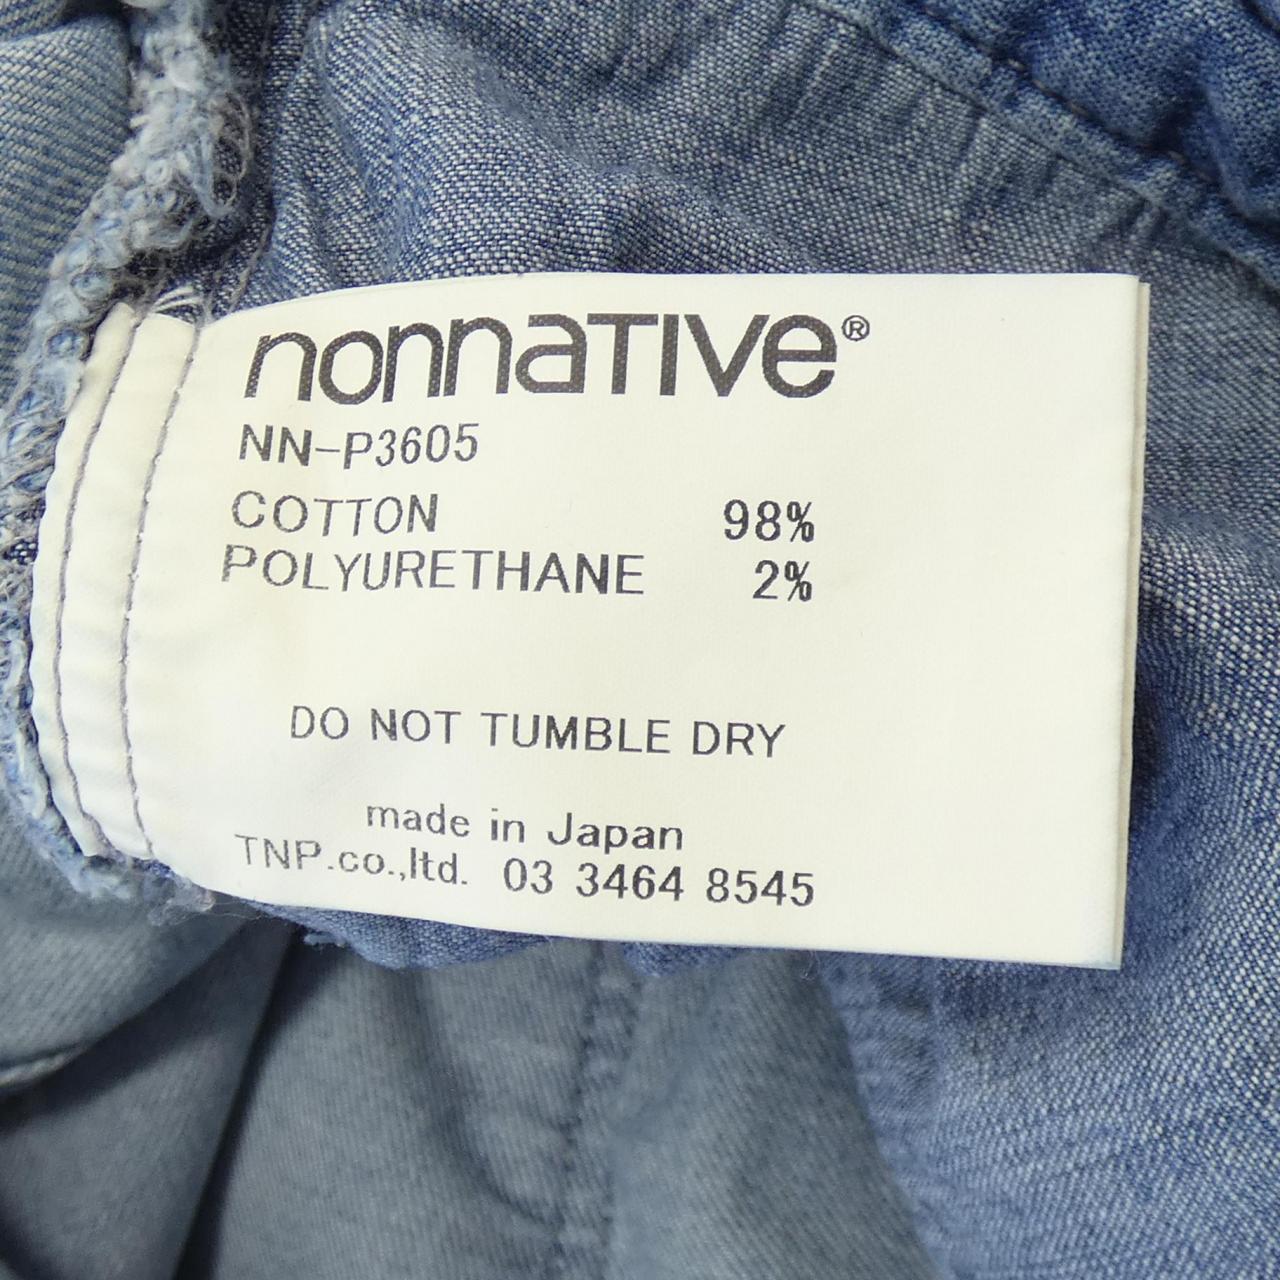 nonnaTIVe®
NN-P3605
COTTON 98%
POLYURETHANE 2%
DO NOT TUMBLE DRY
made in Japan
TNP.co.,ltd. 03 3464 8545